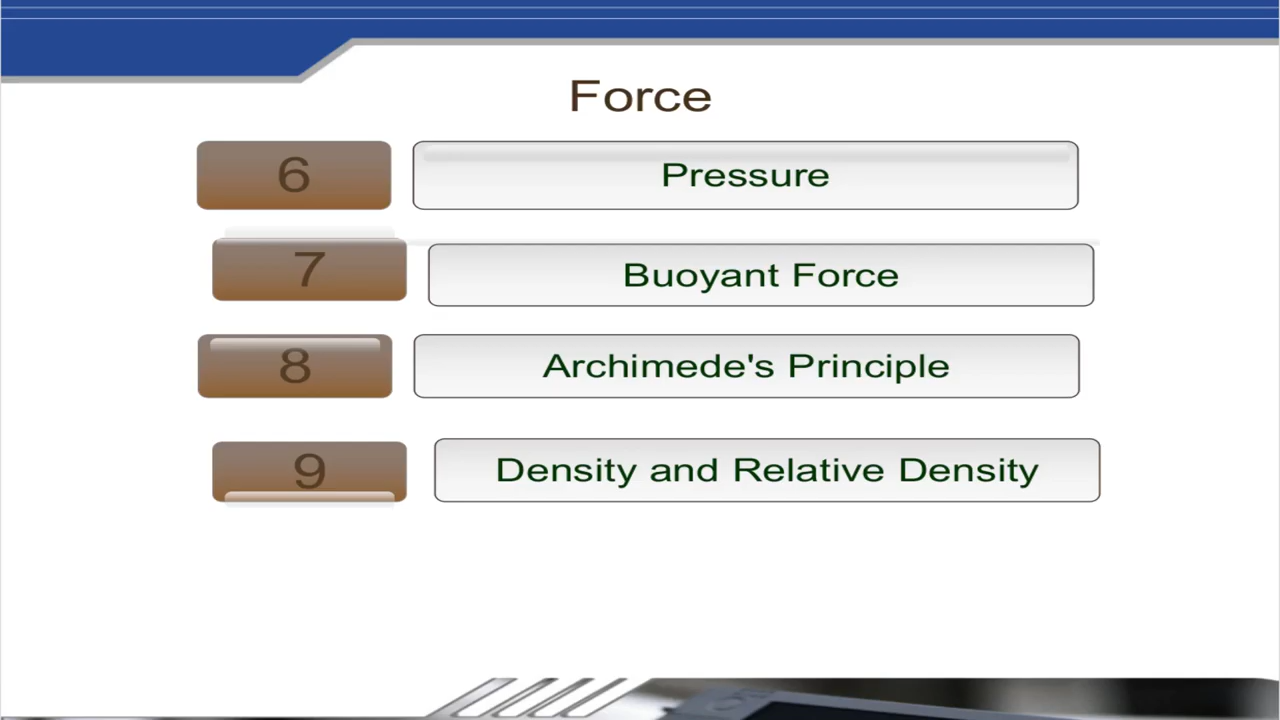 Force
6 Pressure
7 Buoyant Force
8 Archimede's Principle
9 Density and Relative Density